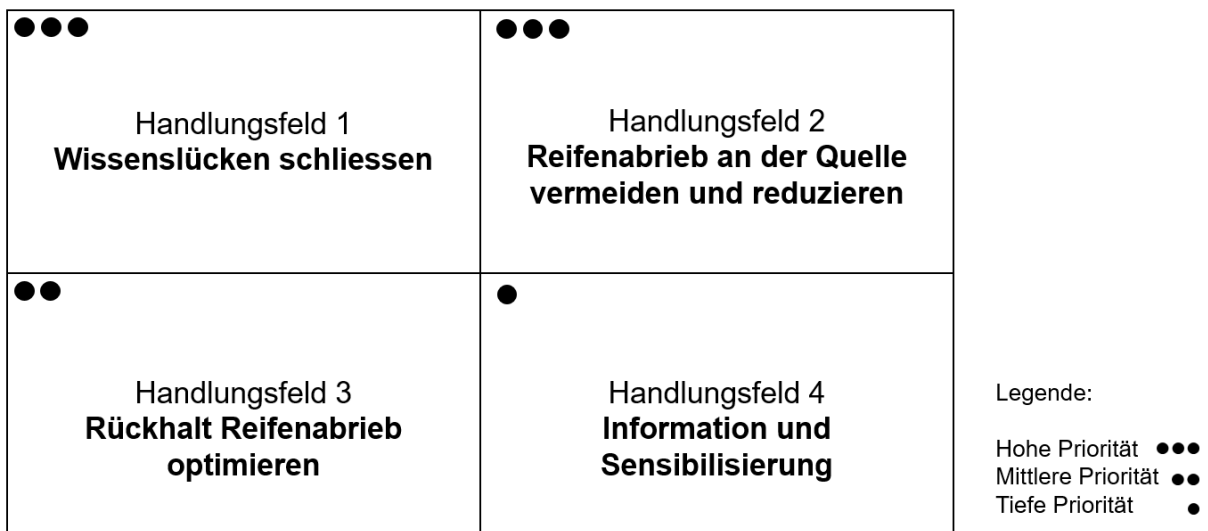 Handlungsfeld 1
Wissenslücken schliessen
Handlungsfeld 2
Reifenabrieb an der Quelle
vermeiden und reduzieren
Handlungsfeld 3
Rückhalt Reifenabrieb
optimieren
Handlungsfeld 4
Information und
Sensibilisierung
Legende:
Hohe Priorität ●●●
Mittlere Priorität ●●
Tiefe Priorität ●